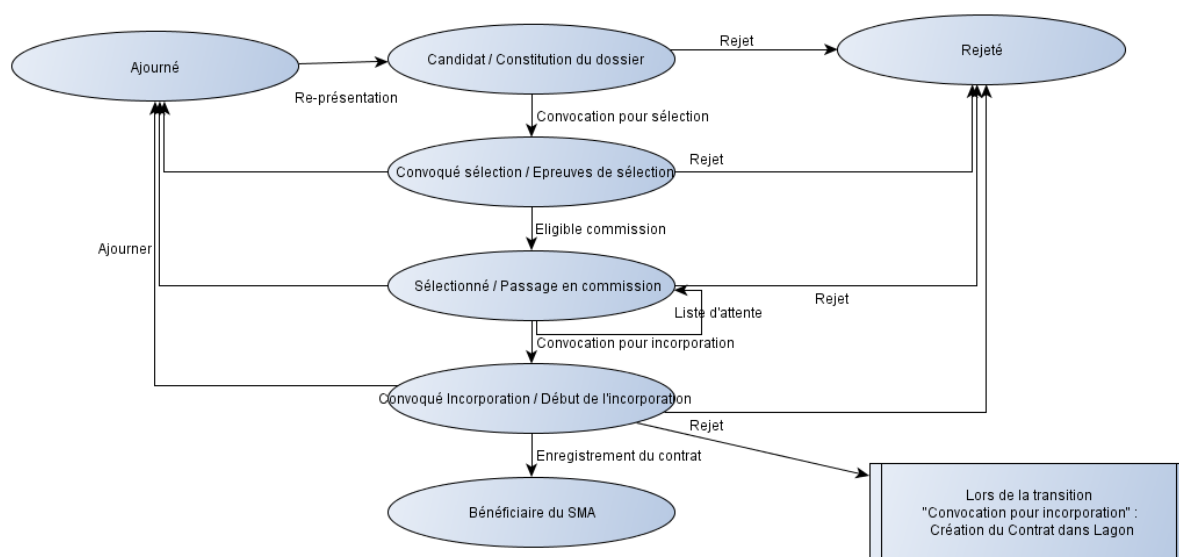 Ajourné
Candidat / Constitution du dossier
Rejet
Rejeté
Re-présentation
Convocation pour sélection
Convoqué sélection / Epreuves de sélection
Rejet
Eligible commission
Ajourner
Sélectionné / Passage en commission
Rejet
Liste d'attente
Convocation pour incorporation
Convoqué Incorporation / Début de l'incorporation
Rejet
Enregistrement du contrat
Bénéficiaire du SMA
Lors de la transition
"Convocation pour incorporation" :
Création du Contrat dans Lagon